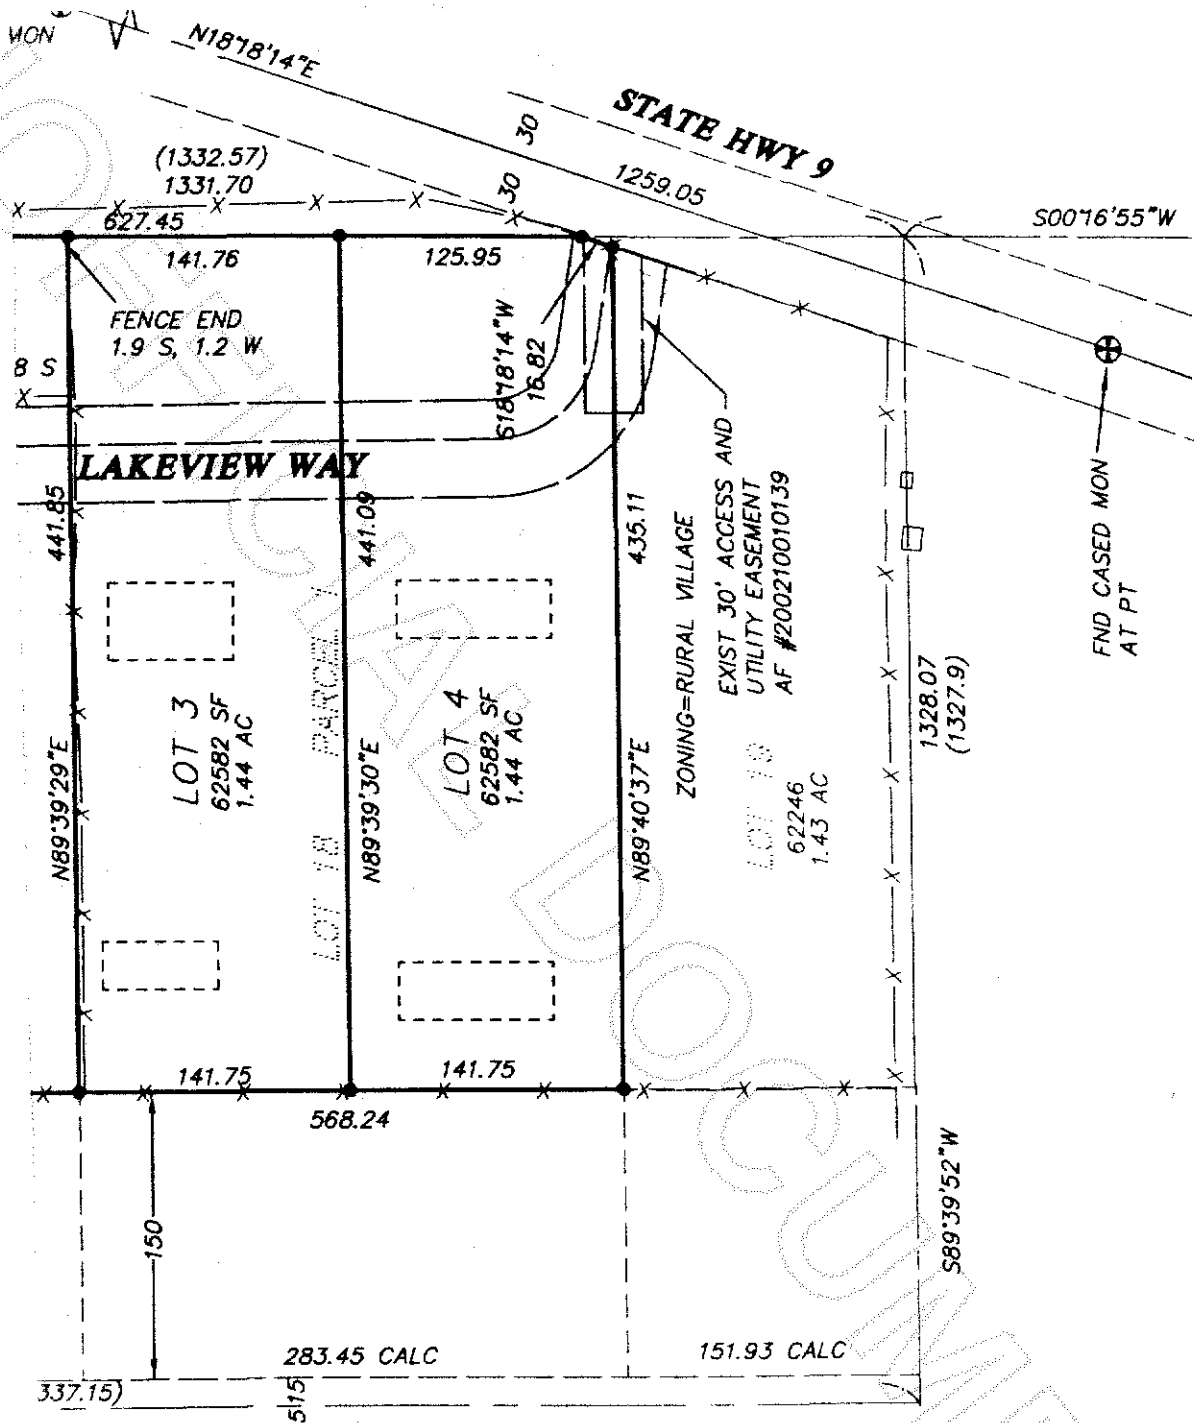 MON
N18°18'14"E
STATE HWY 9
30
30
(1332.57)
1331.70
1259.05
S00°16'55"W
627.45
141.76
125.95
FENCE END
1.9 S, 1.2 W
8 S
S18°18'14"W
16.82
LAKEVIEW WAY
441.85
441.09
435.11
EXIST 30' ACCESS AND
UTILITY EASEMENT
AF #200210010139
ZONING=RURAL VILLAGE
FND CASED MON
AT PT
1328.07
(1327.9)
LOT 3
62582 SF
1.44 AC
LOT 18 PARCEL 1
LOT 4
62582 SF
1.44 AC
LOT 19
62246
1.43 AC
N89°39'29"E
N89°39'30"E
N89°40'37"E
141.75
141.75
568.24
150
S89°39'52"W
283.45 CALC
151.93 CALC
337.15)
515